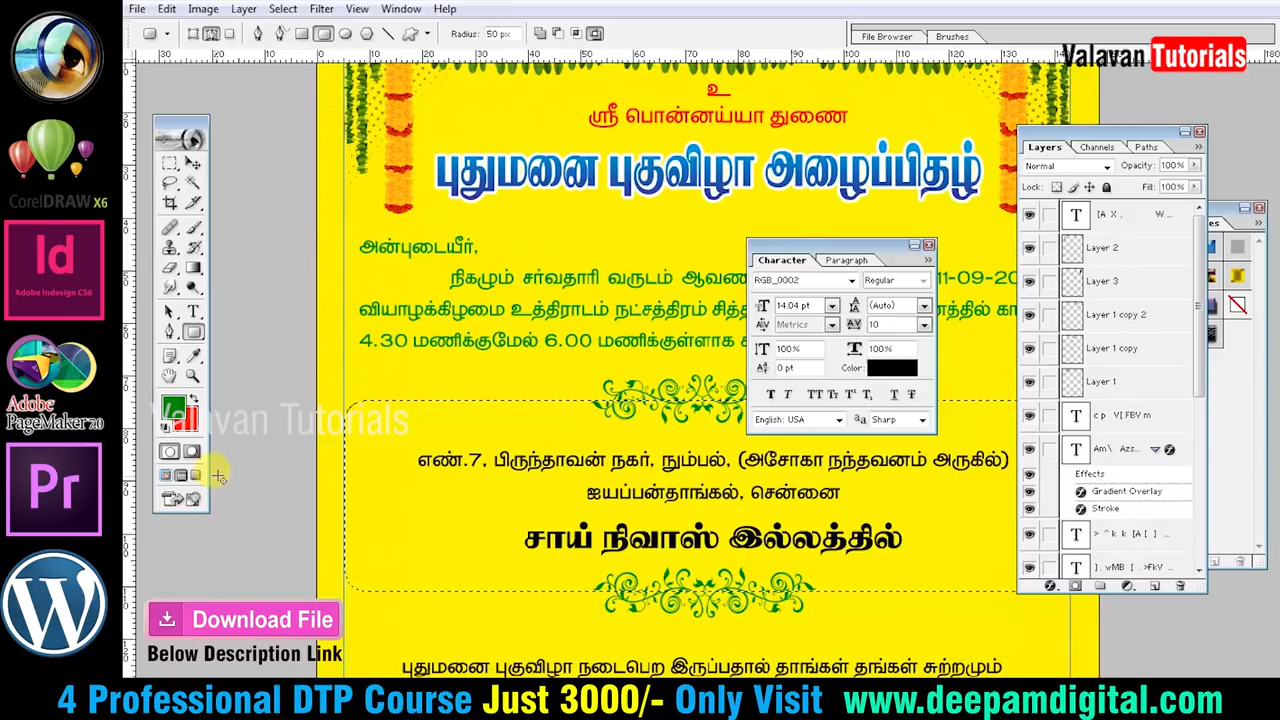 File Edit Image Layer Select Filter View Window Help
Radius: 50 px
File Browser Brushes
Valavan Tutorials
உ
ஸ்ரீ பொன்னய்யா துணை
புதுமனை புகுவிழா அழைப்பிதழ்
அன்புடையீர்,
நிகழும் சர்வதாரி வருடம் ஆவண 11-09-20
வியாழக்கிழமை உத்திராடம் நட்சத்திரம் சித்த
4.30 மணிக்குமேல் 6.00 மணிக்குள்ளாக
எண்.7, பிருந்தாவன் நகர், நும்பல், (அசோகா நந்தவனம் அருகில்)
ஐயப்பன்தாங்கல், சென்னை
சாய் நிவாஸ் இல்லத்தில்
புதுமனை புகுவிழா நடைபெற இருப்பதால் தாங்கள் தங்கள் சுற்றமும்
Character Paragraph
RGB_0002 Regular
14.04 pt (Auto)
Metrics 10
100% 100%
0 pt Color:
English: USA Sharp
Layers Channels Paths
Normal Opacity: 100%
Lock: Fill: 100%
[A X , W ...
Layer 2
Layer 3
Layer 1 copy 2
Layer 1 copy
Layer 1
c p V[FBV m
Am\ Azs...
Effects
Gradient Overlay
Stroke
> ^ k k [A [ ] ...
]. wMB [ . >FkV
Valavan Tutorials
CorelDRAW X6
Id
Adobe Indesign CS6
Adobe
PageMaker 7.0
Pr
W
Download File
Below Description Link
4 Professional DTP Course Just 3000/- Only Visit www.deepamdigital.com